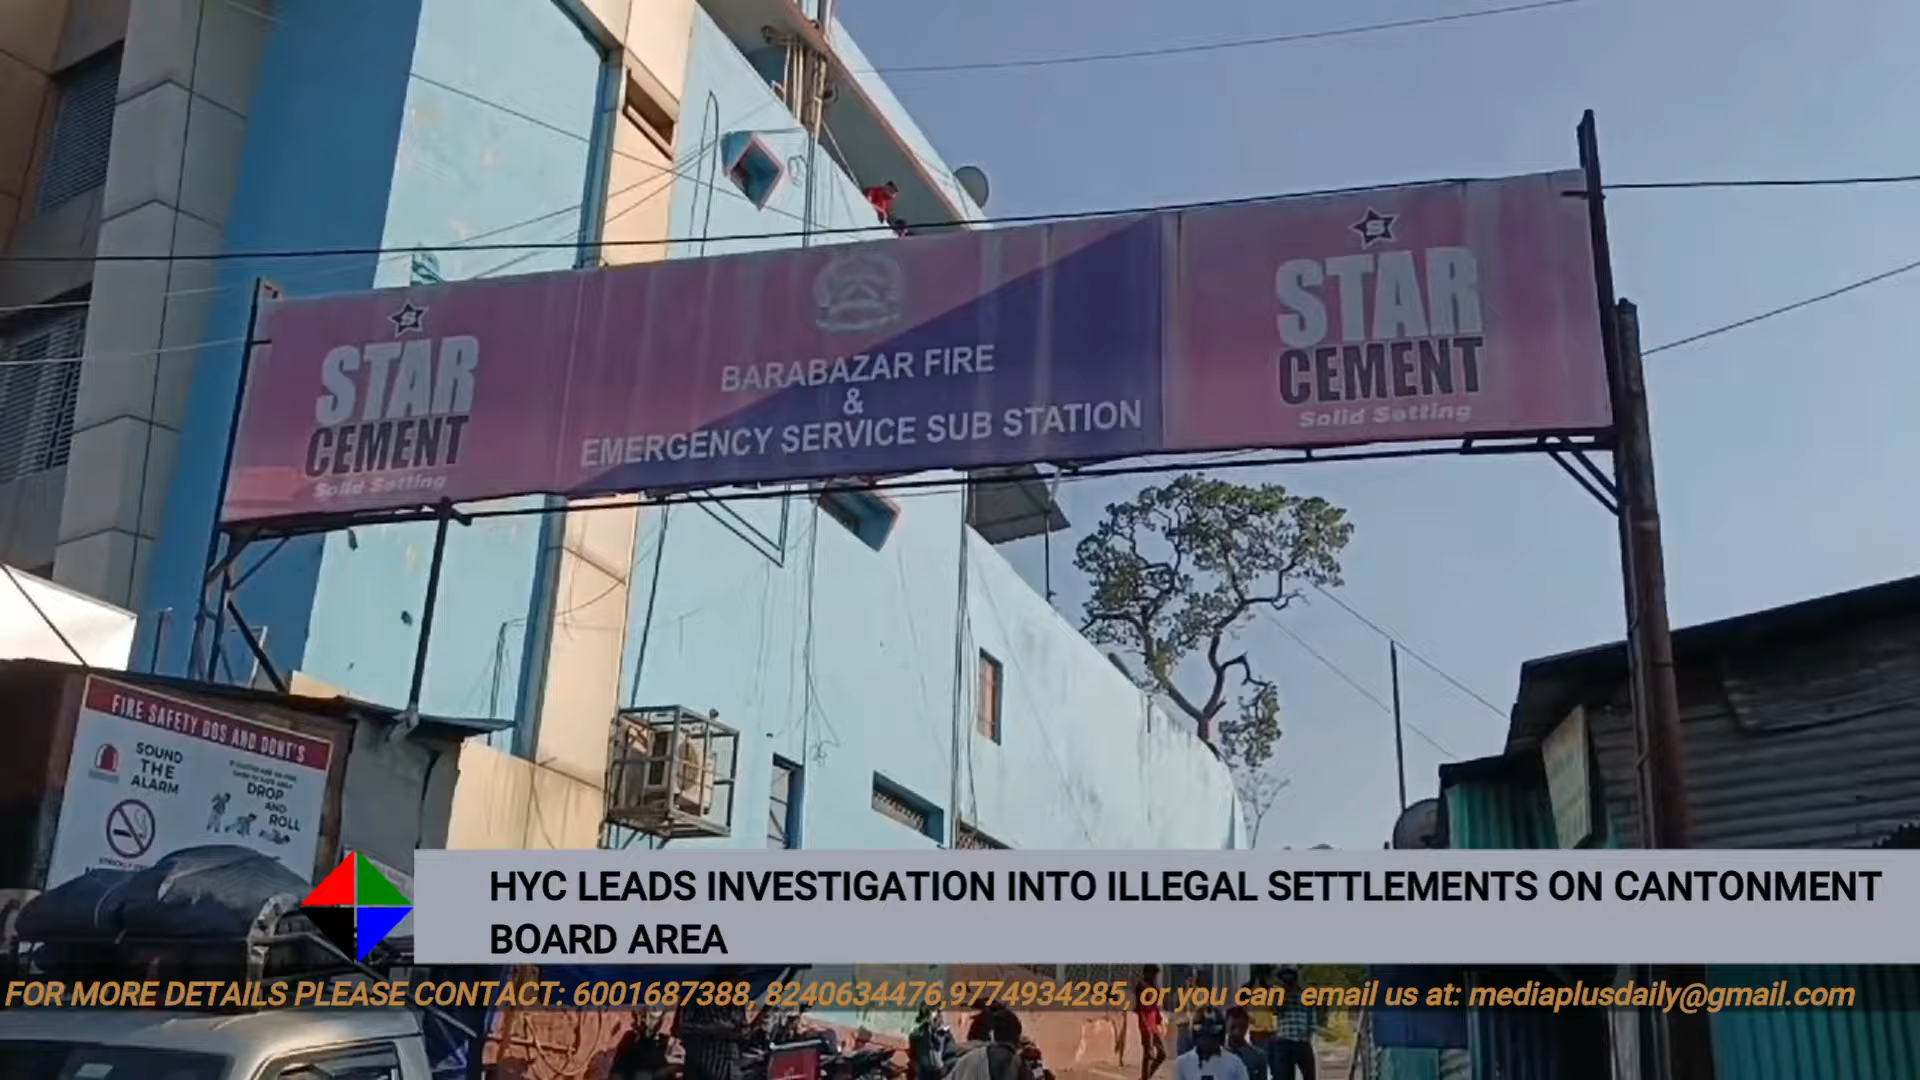 S
STAR
CEMENT
Solid Setting
BARABAZAR FIRE
&
EMERGENCY SERVICE SUB STATION
S
STAR
CEMENT
Solid Setting
FIRE SAFETY DOS AND DONT'S
SOUND
THE
ALARM
DROP
AND
ROLL
HYC LEADS INVESTIGATION INTO ILLEGAL SETTLEMENTS ON CANTONMENT
BOARD AREA
FOR MORE DETAILS PLEASE CONTACT: 6001687388, 8240634476,9774934285, or you can email us at: mediaplusdaily@gmail.com